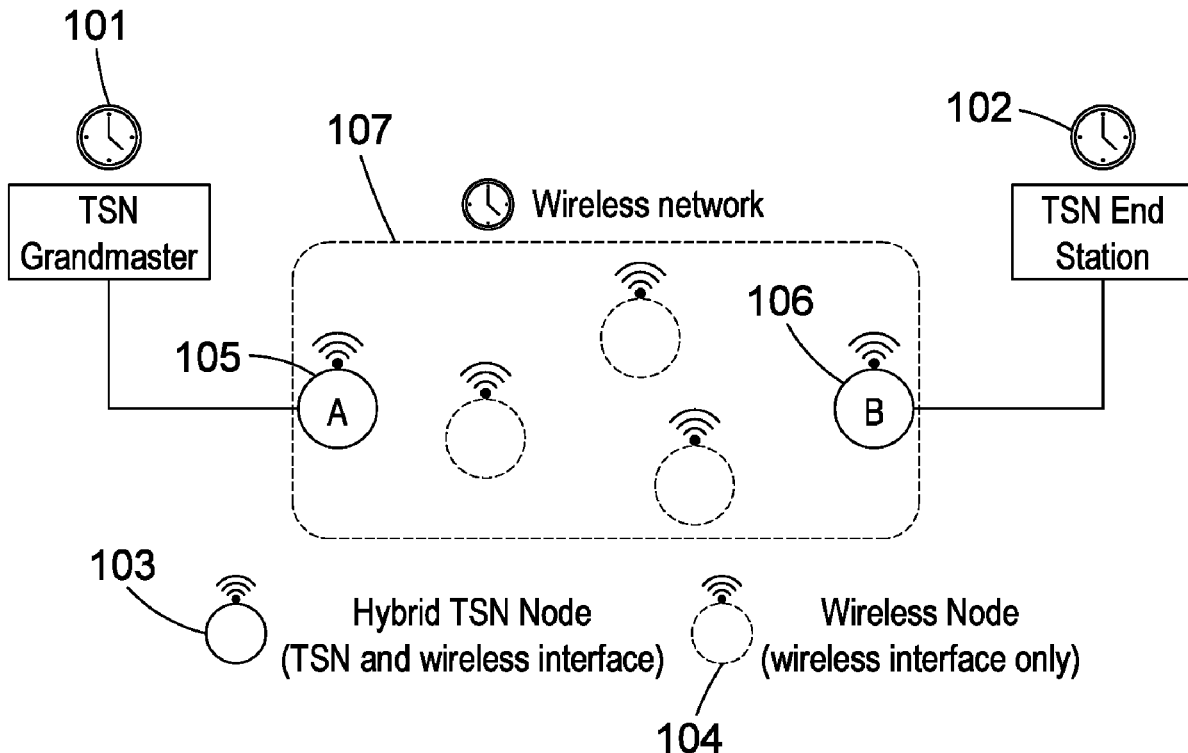 101
102
107
TSN
Grandmaster
Wireless network
TSN End
Station
106
105
A
B
103
Hybrid TSN Node
(TSN and wireless interface)
Wireless Node
(wireless interface only)
104